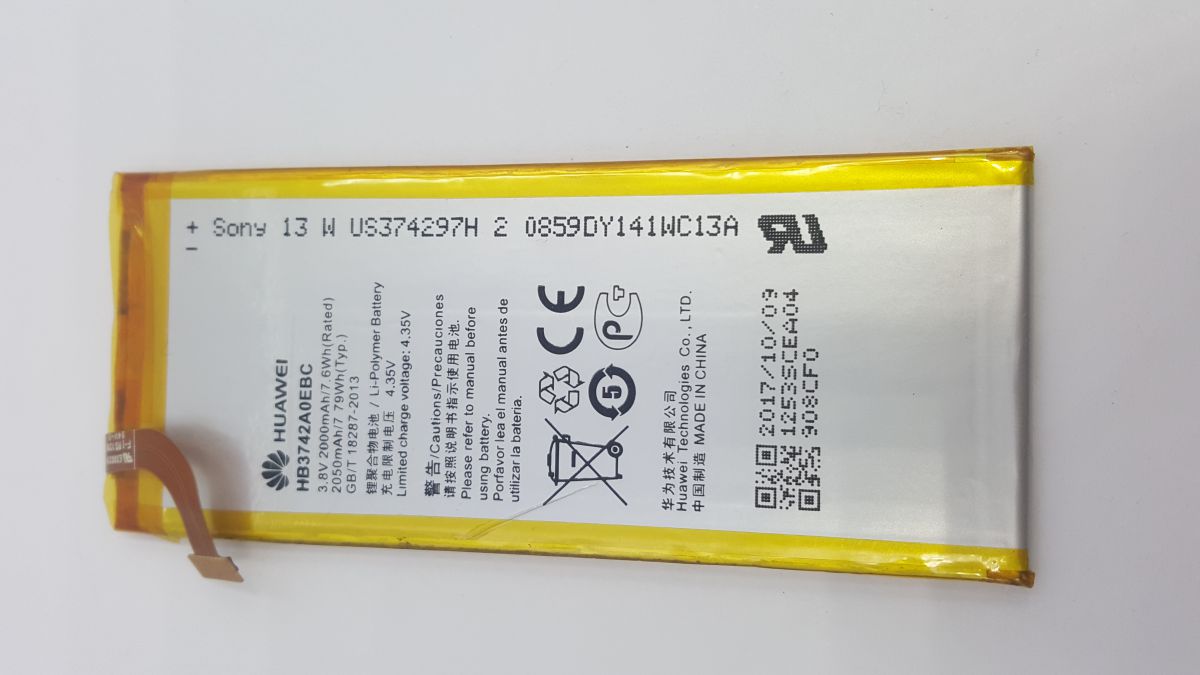 + Sony 13 W US374297H 2 0859DY141WC13A
−
HUAWEI
HB3742A0EBC
3.8V 2000mAh/7.6Wh(Rated)
2050mAh/7.79Wh(Typ.)
GB/T 18287-2013
锂聚合物电池 / Li-Polymer Battery
充电限制电压 4.35V
Limited charge voltage: 4.35V
警告/Cautions/Precauciones
请按照说明书指示使用电池.
Please refer to manual before
using battery.
Porfavor lea el manual antes de
utilizar la bateria.
CE
5
P
华为技术有限公司
Huawei Technologies Co., LTD.
中国制造 MADE IN CHINA
2017/10/09
1253SCEA04
908CF0